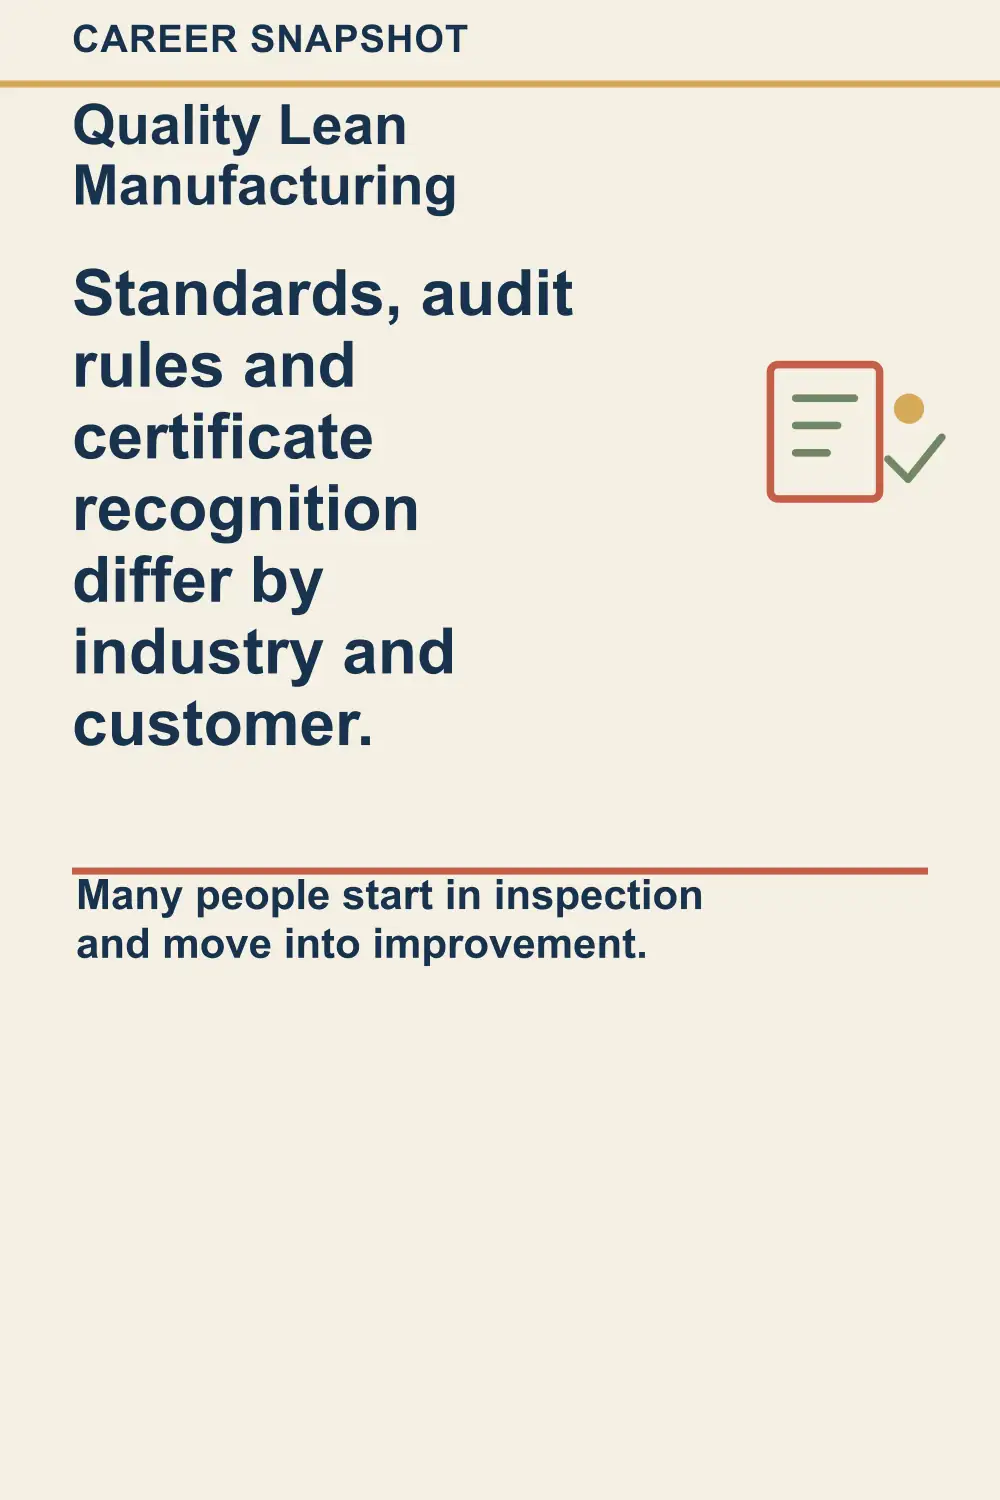 CAREER SNAPSHOT
Quality Lean
Manufacturing
Standards, audit
rules and
certificate
recognition
differ by
industry and
customer.
Many people start in inspection
and move into improvement.